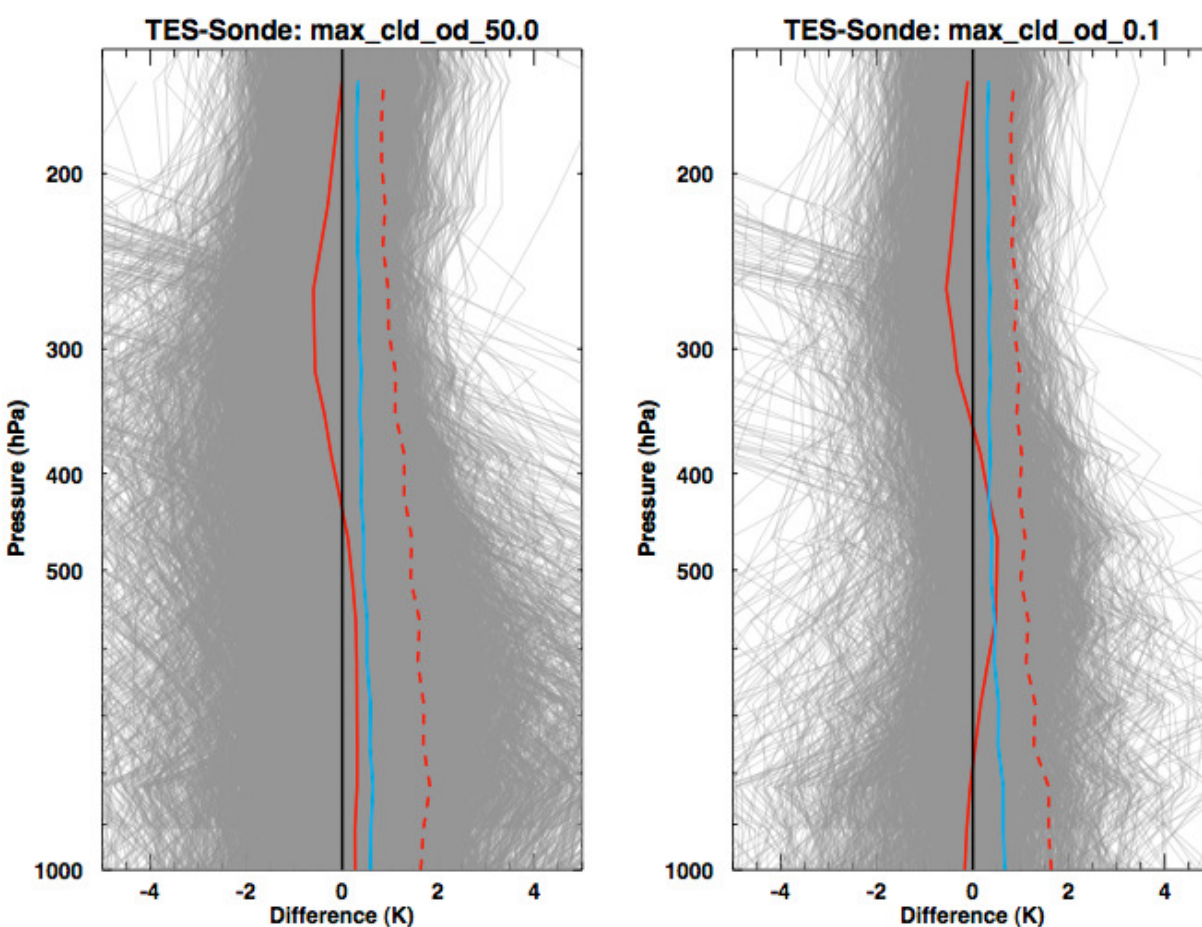 TES-Sonde: max_cld_od_50.0
200
300
400
500
1000
Pressure (hPa)
-4 -2 0 2 4
Difference (K)
TES-Sonde: max_cld_od_0.1
200
300
400
500
1000
Pressure (hPa)
-4 -2 0 2 4
Difference (K)